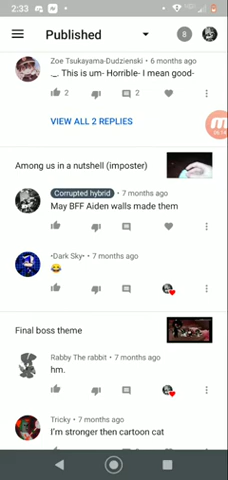 2:33
Published
8
Zoe Tsukayama-Dudzienski • 6 months ago
This is um- Horrible- I mean good-
2
2
VIEW ALL 2 REPLIES
Among us in a nutshell (imposter)
Corrupted hybrid • 7 months ago
May BFF Aiden walls made them
•Dark Sky• • 7 months ago
😂
Final boss theme
Rabby The rabbit • 7 months ago
hm.
Tricky • 7 months ago
I'm stronger then cartoon cat